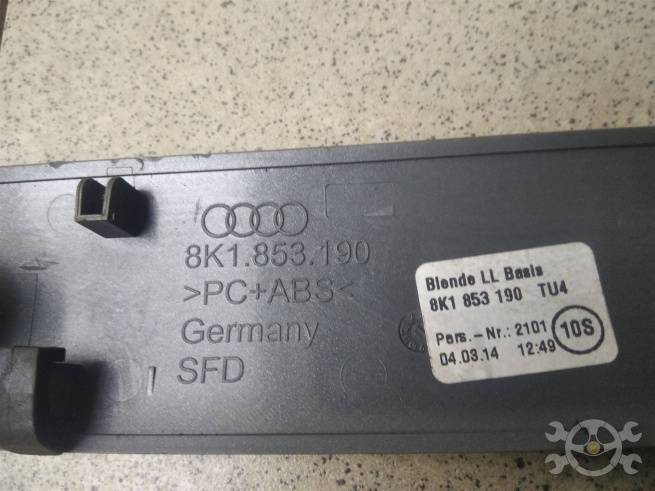 8K1.853.190
>PC+ABS<
Germany
SFD
Blende LL Basis
8K1 853 190 TU4
Pers.-Nr.: 2101
04.03.14 12:49
10S